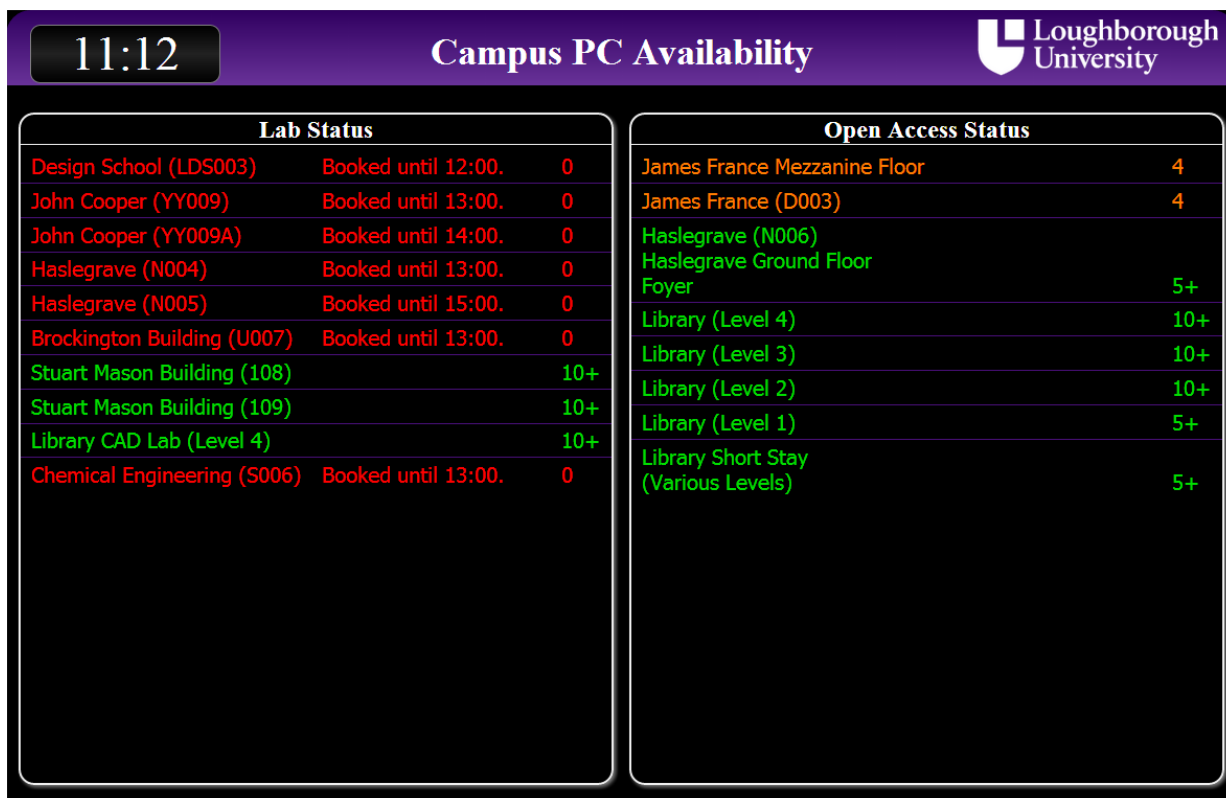 11:12
Campus PC Availability
Loughborough
University
Lab Status
Design School (LDS003) Booked until 12:00. 0
John Cooper (YY009) Booked until 13:00. 0
John Cooper (YY009A) Booked until 14:00. 0
Haslegrave (N004) Booked until 13:00. 0
Haslegrave (N005) Booked until 15:00. 0
Brockington Building (U007) Booked until 13:00. 0
Stuart Mason Building (108) 10+
Stuart Mason Building (109) 10+
Library CAD Lab (Level 4) 10+
Chemical Engineering (S006) Booked until 13:00. 0
Open Access Status
James France Mezzanine Floor 4
James France (D003) 4
Haslegrave (N006)
Haslegrave Ground Floor
Foyer 5+
Library (Level 4) 10+
Library (Level 3) 10+
Library (Level 2) 10+
Library (Level 1) 5+
Library Short Stay
(Various Levels) 5+